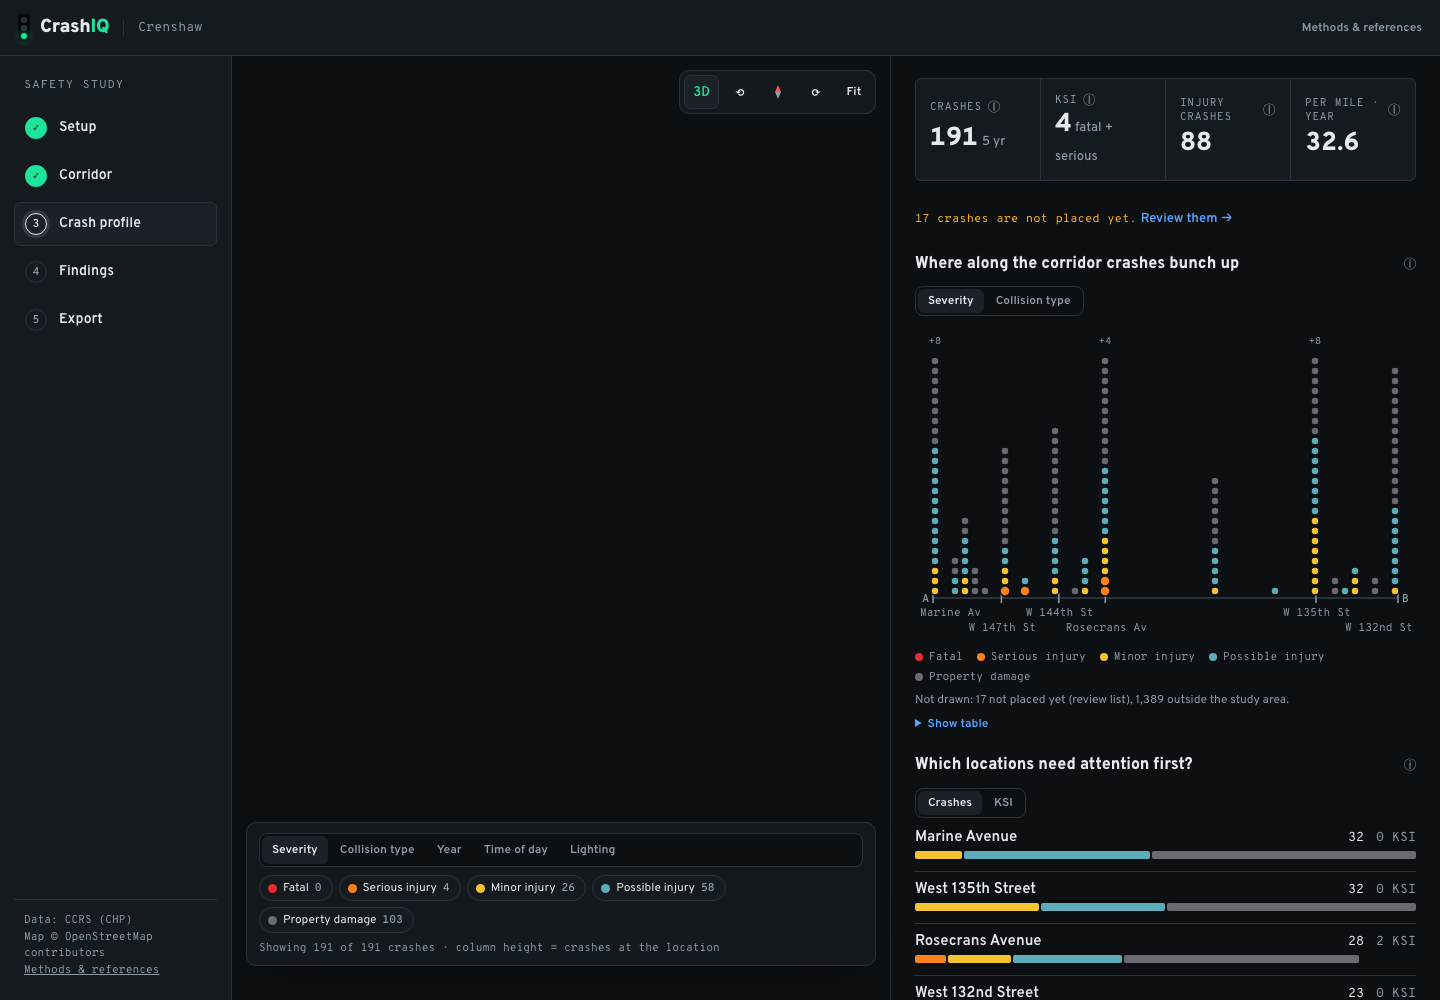 CrashIQ
Crenshaw
Methods & references
SAFETY STUDY
✓ Setup
✓ Corridor
3 Crash profile
4 Findings
5 Export
Data: CCRS (CHP)
Map © OpenStreetMap
contributors
Methods & references
3D ⟲ ⟳ Fit
Severity Collision type Year Time of day Lighting
Fatal 0 Serious injury 4 Minor injury 26 Possible injury 58
Property damage 103
Showing 191 of 191 crashes · column height = crashes at the location
CRASHES ⓘ
191 5 yr
KSI ⓘ
4 fatal +
serious
INJURY
CRASHES ⓘ
88
PER MILE ·
YEAR ⓘ
32.6
17 crashes are not placed yet. Review them →
Where along the corridor crashes bunch up ⓘ
Severity Collision type
+8 +4 +8
A B
Marine Av W 144th St W 135th St
W 147th St Rosecrans Av W 132nd St
Fatal Serious injury Minor injury Possible injury
Property damage
Not drawn: 17 not placed yet (review list), 1,389 outside the study area.
▶ Show table
Which locations need attention first? ⓘ
Crashes KSI
Marine Avenue 32 0 KSI
West 135th Street 32 0 KSI
Rosecrans Avenue 28 2 KSI
West 132nd Street 23 0 KSI